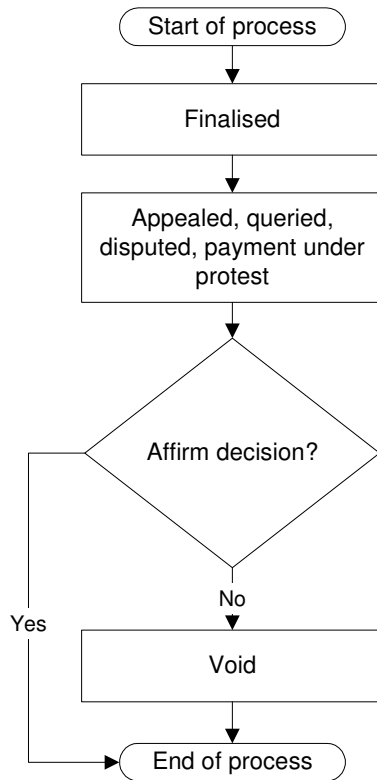 Start of process
Finalised
Appealed, queried,
disputed, payment under
protest
Affirm decision?
No
Yes
Void
End of process